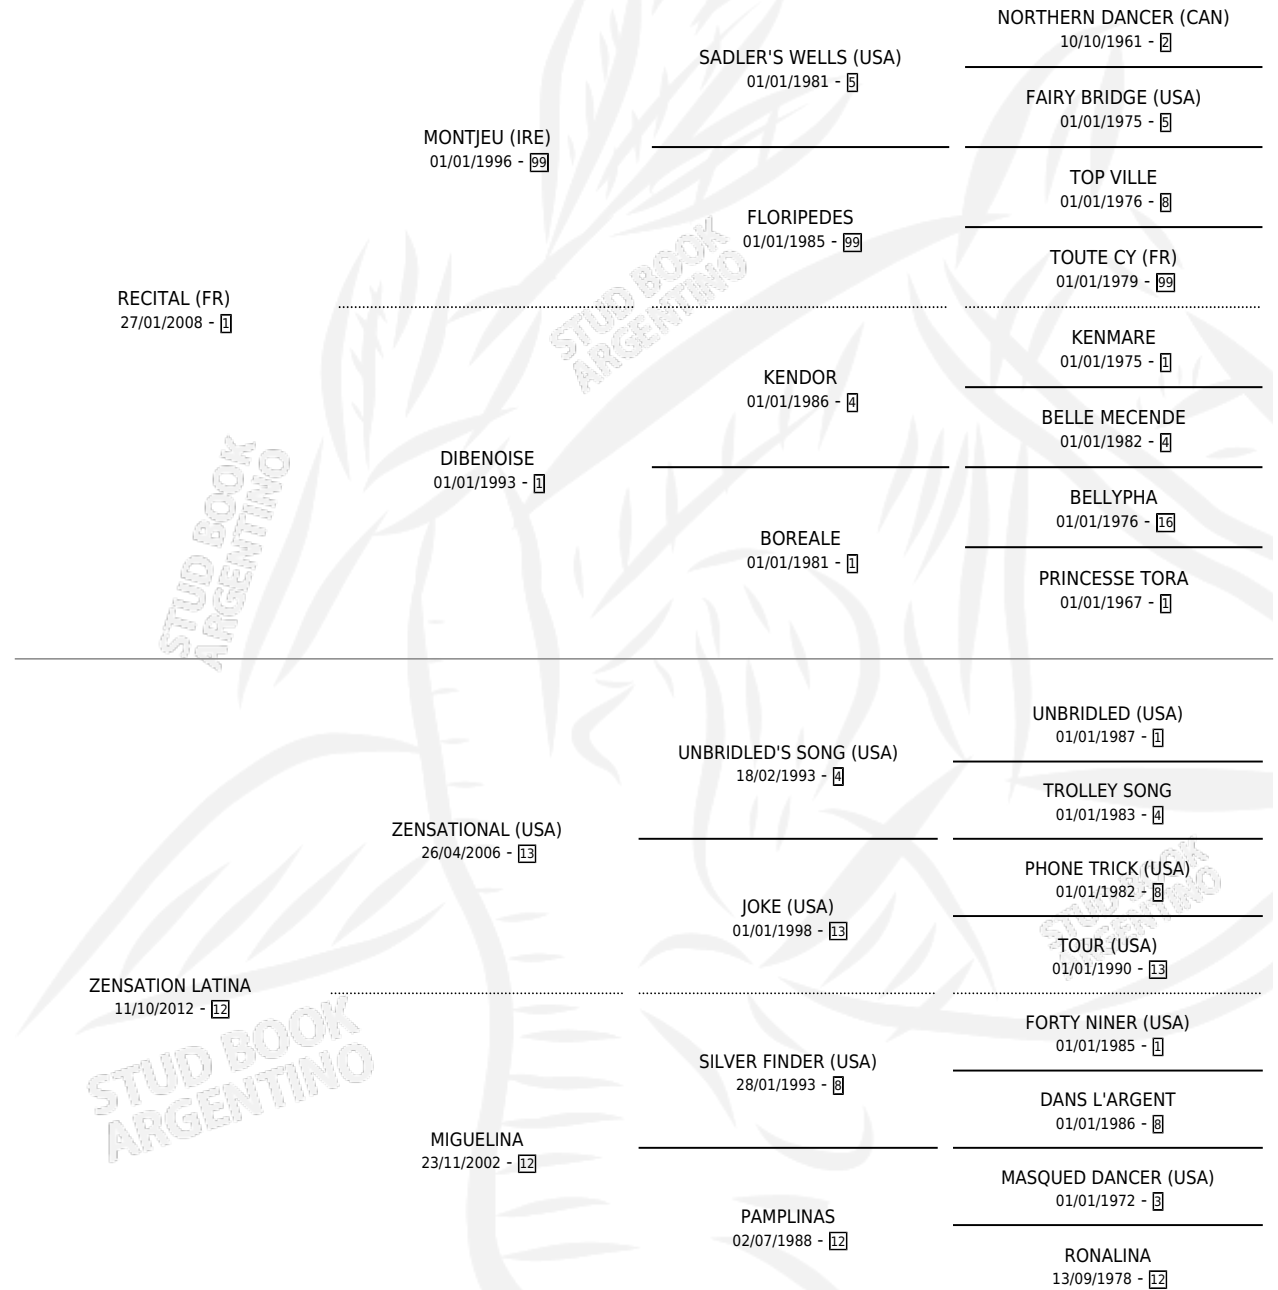 NORTHERN DANCER (CAN)
10/10/1961 - 2
SADLER'S WELLS (USA)
01/01/1981 - 5
FAIRY BRIDGE (USA)
01/01/1975 - 5
MONTJEU (IRE)
01/01/1996 - 99
TOP VILLE
01/01/1976 - 8
FLORIPEDES
01/01/1985 - 99
TOUTE CY (FR)
01/01/1979 - 99
RECITAL (FR)
27/01/2008 - 1
STUD BOOK
ARGENTINO
KENMARE
01/01/1975 - 1
KENDOR
01/01/1986 - 4
BELLE MECENDE
01/01/1982 - 4
DIBENOISE
01/01/1993 - 1
BELLYPHA
01/01/1976 - 16
BOREALE
01/01/1981 - 1
PRINCESSE TORA
01/01/1967 - 1
STUD BOOK
ARGENTINO
UNBRIDLED (USA)
01/01/1987 - 1
UNBRIDLED'S SONG (USA)
18/02/1993 - 4
TROLLEY SONG
01/01/1983 - 4
ZENSATIONAL (USA)
26/04/2006 - 13
PHONE TRICK (USA)
01/01/1982 - 8
JOKE (USA)
01/01/1998 - 13
STUD BOOK
ARGENTINO
TOUR (USA)
01/01/1990 - 13
ZENSATION LATINA
11/10/2012 - 12
STUD BOOK
ARGENTINO
FORTY NINER (USA)
01/01/1985 - 1
SILVER FINDER (USA)
28/01/1993 - 8
DANS L'ARGENT
01/01/1986 - 8
MIGUELINA
23/11/2002 - 12
MASQUED DANCER (USA)
01/01/1972 - 3
PAMPLINAS
02/07/1988 - 12
RONALINA
13/09/1978 - 12